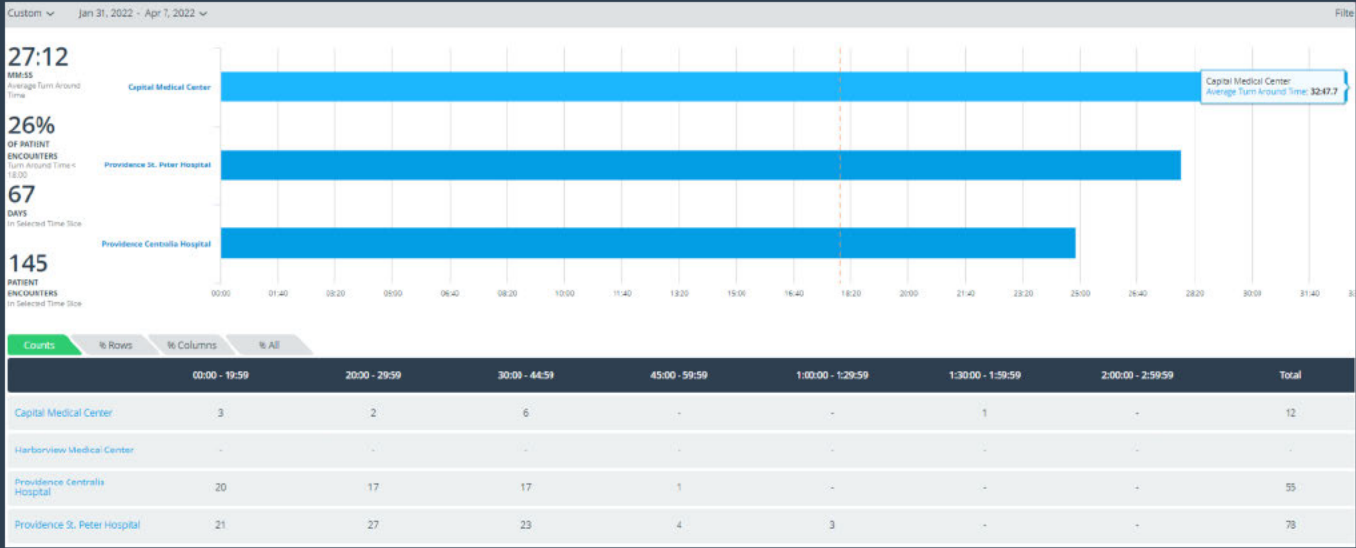 Custom Jan 31, 2022 - Apr 7, 2022 Filte
27:12
MM:SS
Average Turn Around
Time
26%
OF PATIENT
ENCOUNTERS
Turn Around Time <
18:00
67
DAYS
In Selected Time Slice
145
PATIENT
ENCOUNTERS
In Selected Time Slice
Capital Medical Center
Capital Medical Center
Average Turn Around Time: 32:47.7
Providence St. Peter Hospital
Providence Centralia Hospital
00:00 01:40 03:20 05:00 06:40 08:20 10:00 11:40 13:20 15:00 16:40 18:20 20:00 21:40 23:20 25:00 26:40 28:20 30:00 31:40
Counts % Rows % Columns % All
00:00 - 19:59 20:00 - 29:59 30:00 - 44:59 45:00 - 59:59 1:00:00 - 1:29:59 1:30:00 - 1:59:59 2:00:00 - 2:59:59 Total
Capital Medical Center 3 2 6 - - 1 - 12
Harborview Medical Center - - - - - - - -
Providence Centralia
Hospital 20 17 17 1 - - - 55
Providence St. Peter Hospital 21 27 23 4 3 - - 78